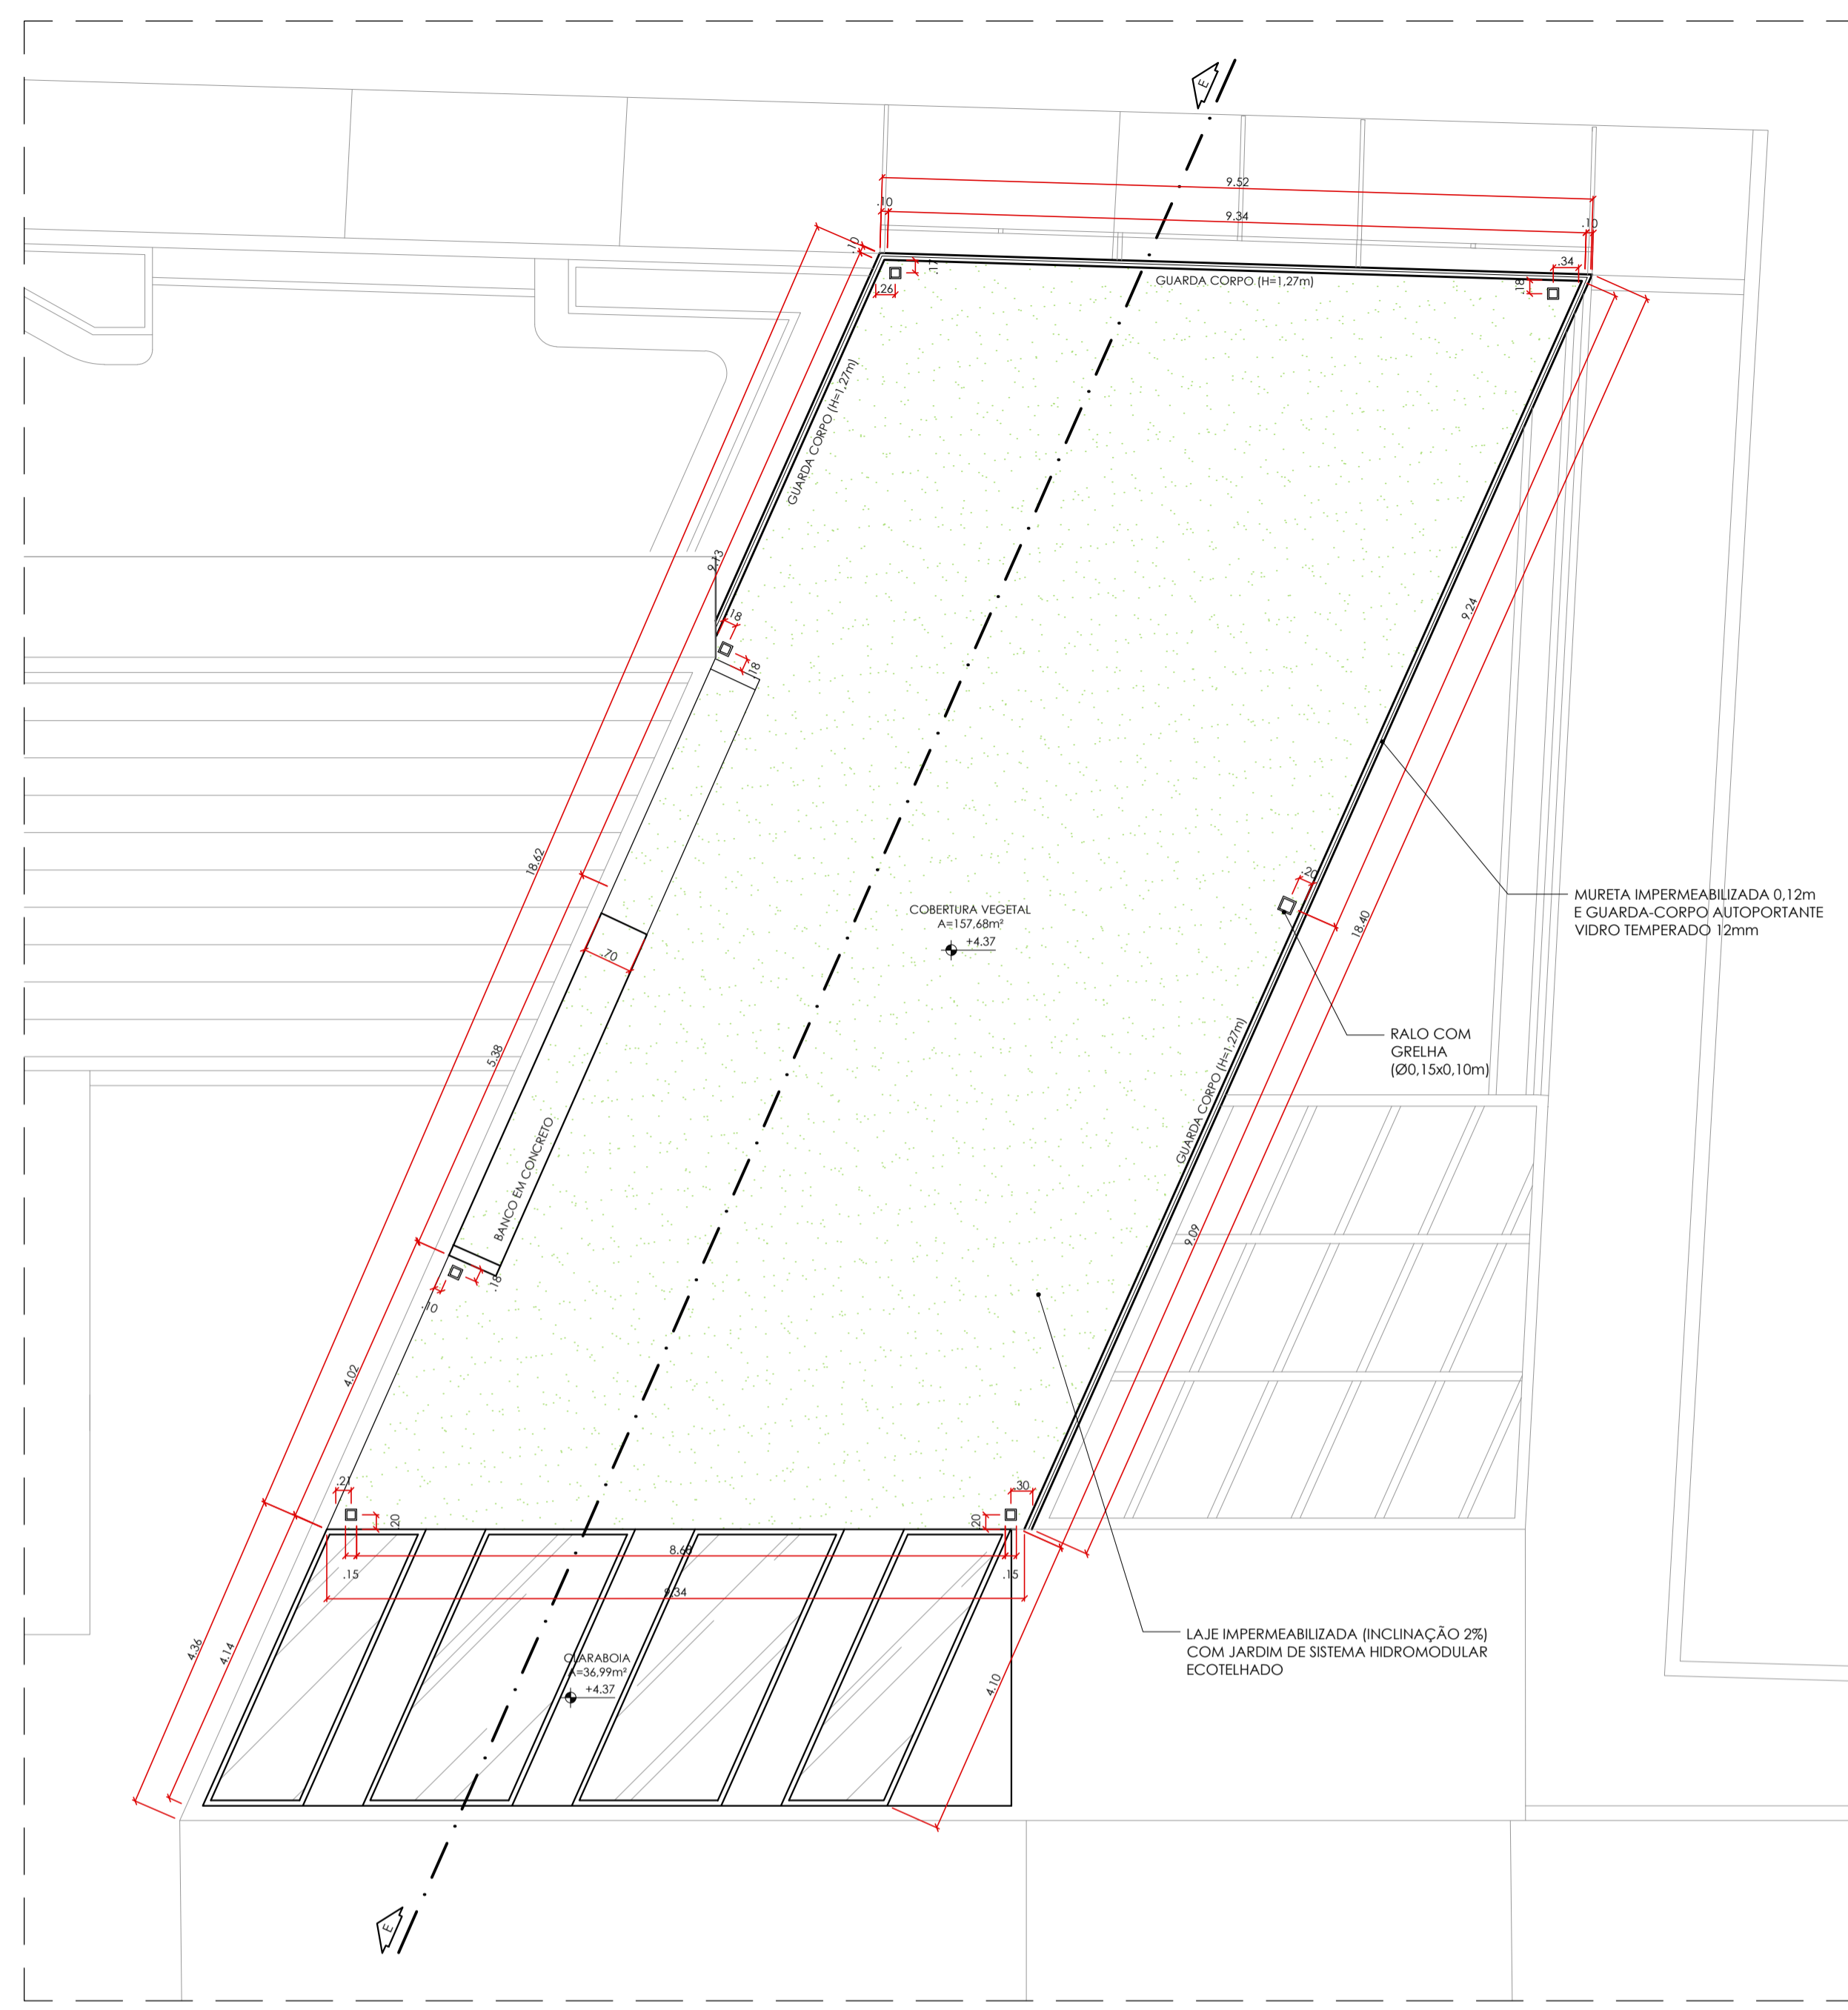 E
9.52
.10
9.34
.10
.10
.17
.34
.26
.18
GUARDA CORPO (H=1,27m)
GUARDA CORPO (H=1,27m)
9.13
.18
.18
9.24
18.62
.20
MURETA IMPERMEABILIZADA 0,12m
E GUARDA-CORPO AUTOPORTANTE
VIDRO TEMPERADO 12mm
COBERTURA VEGETAL
A=157,68m²
+4.37
18.40
.70
RALO COM
GRELHA
(Ø0,15x0,10m)
5.38
GUARDA CORPO (H=1,27m)
BANCO EM CONCRETO
9.09
.18
.10
4.02
.21
.20
.30
.20
8.68
.15
.15
9.34
4.36
4.14
CLARABOIA
A=36,99m²
+4.37
4.10
LAJE IMPERMEABILIZADA (INCLINAÇÃO 2%)
COM JARDIM DE SISTEMA HIDROMODULAR
ECOTELHADO
E